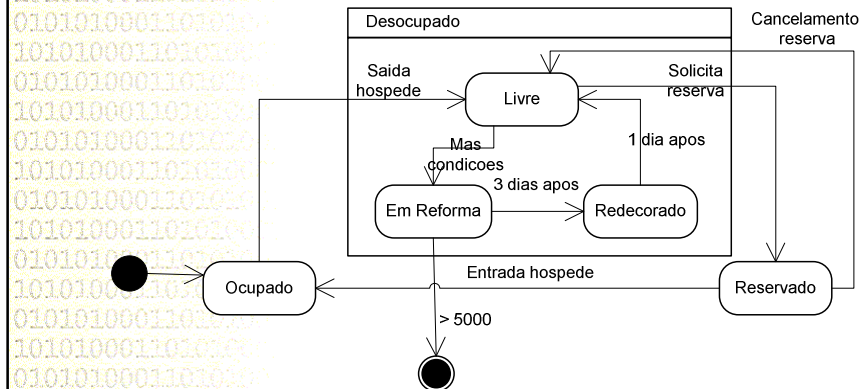 Desocupado
Cancelamento
reserva
Saida
hospede
Livre
Solicita
reserva
Mas
condicoes
1 dia apos
3 dias apos
Em Reforma
Redecorado
Entrada hospede
Ocupado
Reservado
> 5000